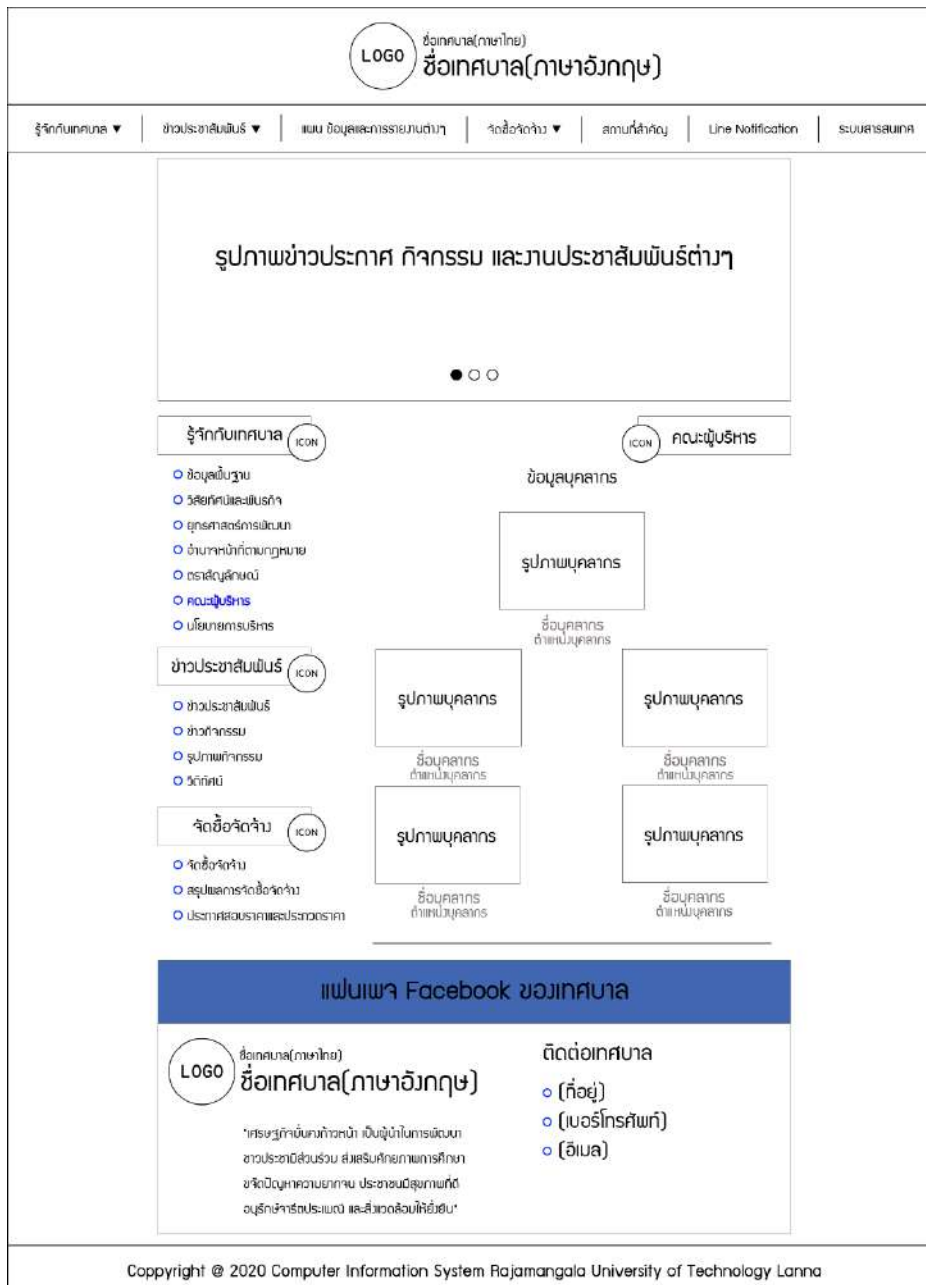 LOGO
ชื่อเทศบาล(ภาษาไทย)
ชื่อเทศบาล(ภาษาอังกฤษ)
รู้จักกับเทศบาล ▼
ข่าวประชาสัมพันธ์ ▼
แผน ข้อมูลและการรายงานต่างๆ
จัดซื้อจัดจ้าง ▼
สถานที่สำคัญ
Line Notification
ระบบสารสนเทศ
รูปภาพข่าวประกาศ กิจกรรม และงานประชาสัมพันธ์ต่างๆ
รู้จักกับเทศบาล
ICON
ข้อมูลพื้นฐาน
วิสัยทัศน์และพันธกิจ
ยุทธศาสตร์การพัฒนา
อำนาจหน้าที่ตามกฎหมาย
ตราสัญลักษณ์
คณะผู้บริหาร
นโยบายการบริหาร
ข่าวประชาสัมพันธ์
ICON
ข่าวประชาสัมพันธ์
ข่าวกิจกรรม
รูปภาพกิจกรรม
วิดีทัศน์
จัดซื้อจัดจ้าง
ICON
จัดซื้อจัดจ้าง
สรุปผลการจัดซื้อจัดจ้าง
ประกาศสอบราคาและประกวดราคา
ICON
คณะผู้บริหาร
ข้อมูลบุคลากร
รูปภาพบุคลากร
ชื่อบุคลากร
ตำแหน่งบุคลากร
รูปภาพบุคลากร
ชื่อบุคลากร
ตำแหน่งบุคลากร
รูปภาพบุคลากร
ชื่อบุคลากร
ตำแหน่งบุคลากร
รูปภาพบุคลากร
ชื่อบุคลากร
ตำแหน่งบุคลากร
รูปภาพบุคลากร
ชื่อบุคลากร
ตำแหน่งบุคลากร
แฟนเพจ Facebook ของเทศบาล
LOGO
ชื่อเทศบาล(ภาษาไทย)
ชื่อเทศบาล(ภาษาอังกฤษ)
"เศรษฐกิจมั่นคงก้าวหน้า เป็นผู้นำในการพัฒนา
ชาวประชามีส่วนร่วม ส่งเสริมศักยภาพการศึกษา
ขจัดปัญหาความยากจน ประชาชนมีสุขภาพที่ดี
อนุรักษ์จารีตประเพณี และสิ่งแวดล้อมให้ยั่งยืน"
ติดต่อเทศบาล
(ที่อยู่)
(เบอร์โทรศัพท์)
(อีเมล)
Coppyright @ 2020 Computer Information System Rajamangala University of Technology Lanna